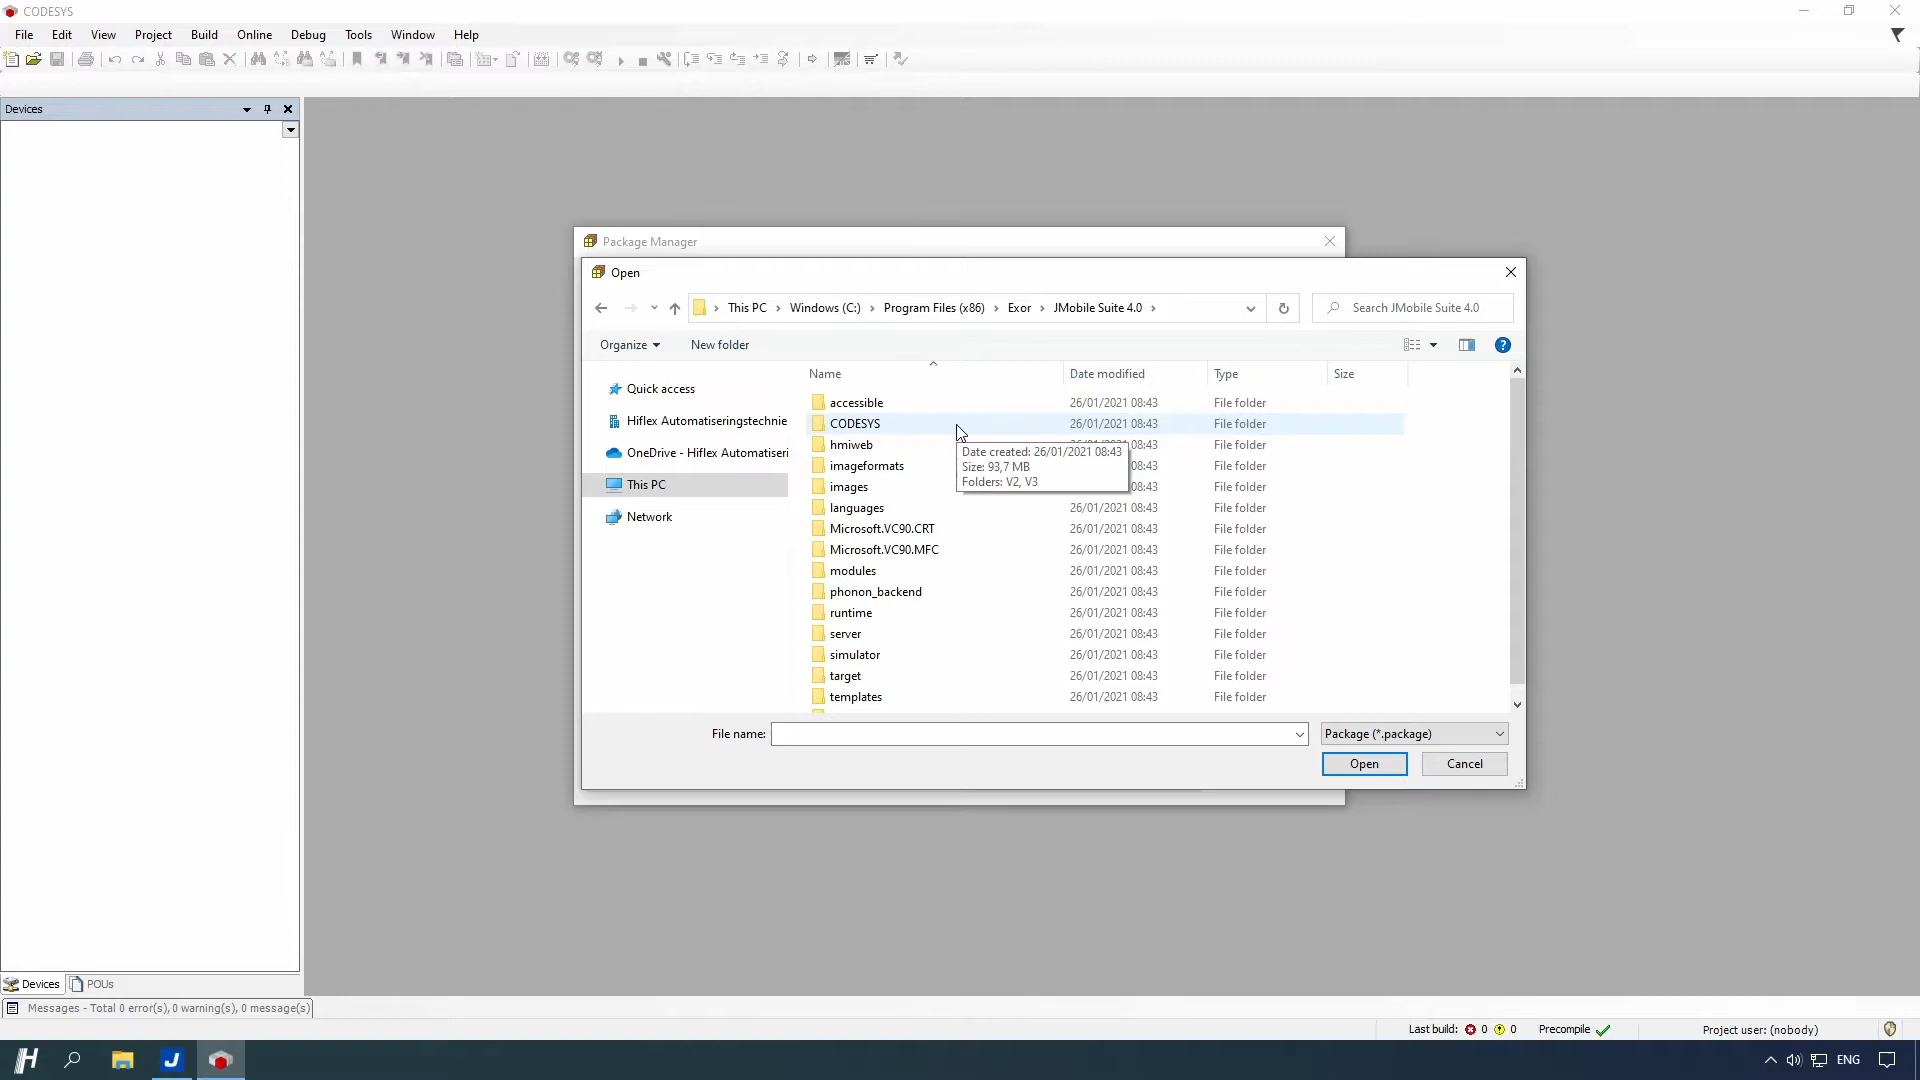 CODESYS
File Edit View Project Build Online Debug Tools Window Help
Devices
Package Manager
Open
This PC > Windows (C:) > Program Files (x86) > Exor > JMobile Suite 4.0 >
Search JMobile Suite 4.0
Organize
New folder
Name Date modified Type Size
Quick access
Hiflex Automatiseringstechnie
OneDrive - Hiflex Automatiseri
This PC
Network
accessible 26/01/2021 08:43 File folder
CODESYS 26/01/2021 08:43 File folder
hmiweb 26/01/2021 08:43 File folder
imageformats 26/01/2021 08:43 File folder
images 26/01/2021 08:43 File folder
languages 26/01/2021 08:43 File folder
Microsoft.VC90.CRT 26/01/2021 08:43 File folder
Microsoft.VC90.MFC 26/01/2021 08:43 File folder
modules 26/01/2021 08:43 File folder
phonon_backend 26/01/2021 08:43 File folder
runtime 26/01/2021 08:43 File folder
server 26/01/2021 08:43 File folder
simulator 26/01/2021 08:43 File folder
target 26/01/2021 08:43 File folder
templates 26/01/2021 08:43 File folder
Date created: 26/01/2021 08:43
Size: 93,7 MB
Folders: V2, V3
File name:
Package (*.package)
Open Cancel
Devices POUs
Messages - Total 0 error(s), 0 warning(s), 0 message(s)
Last build: 0 0 Precompile Project user: (nobody)
ENG